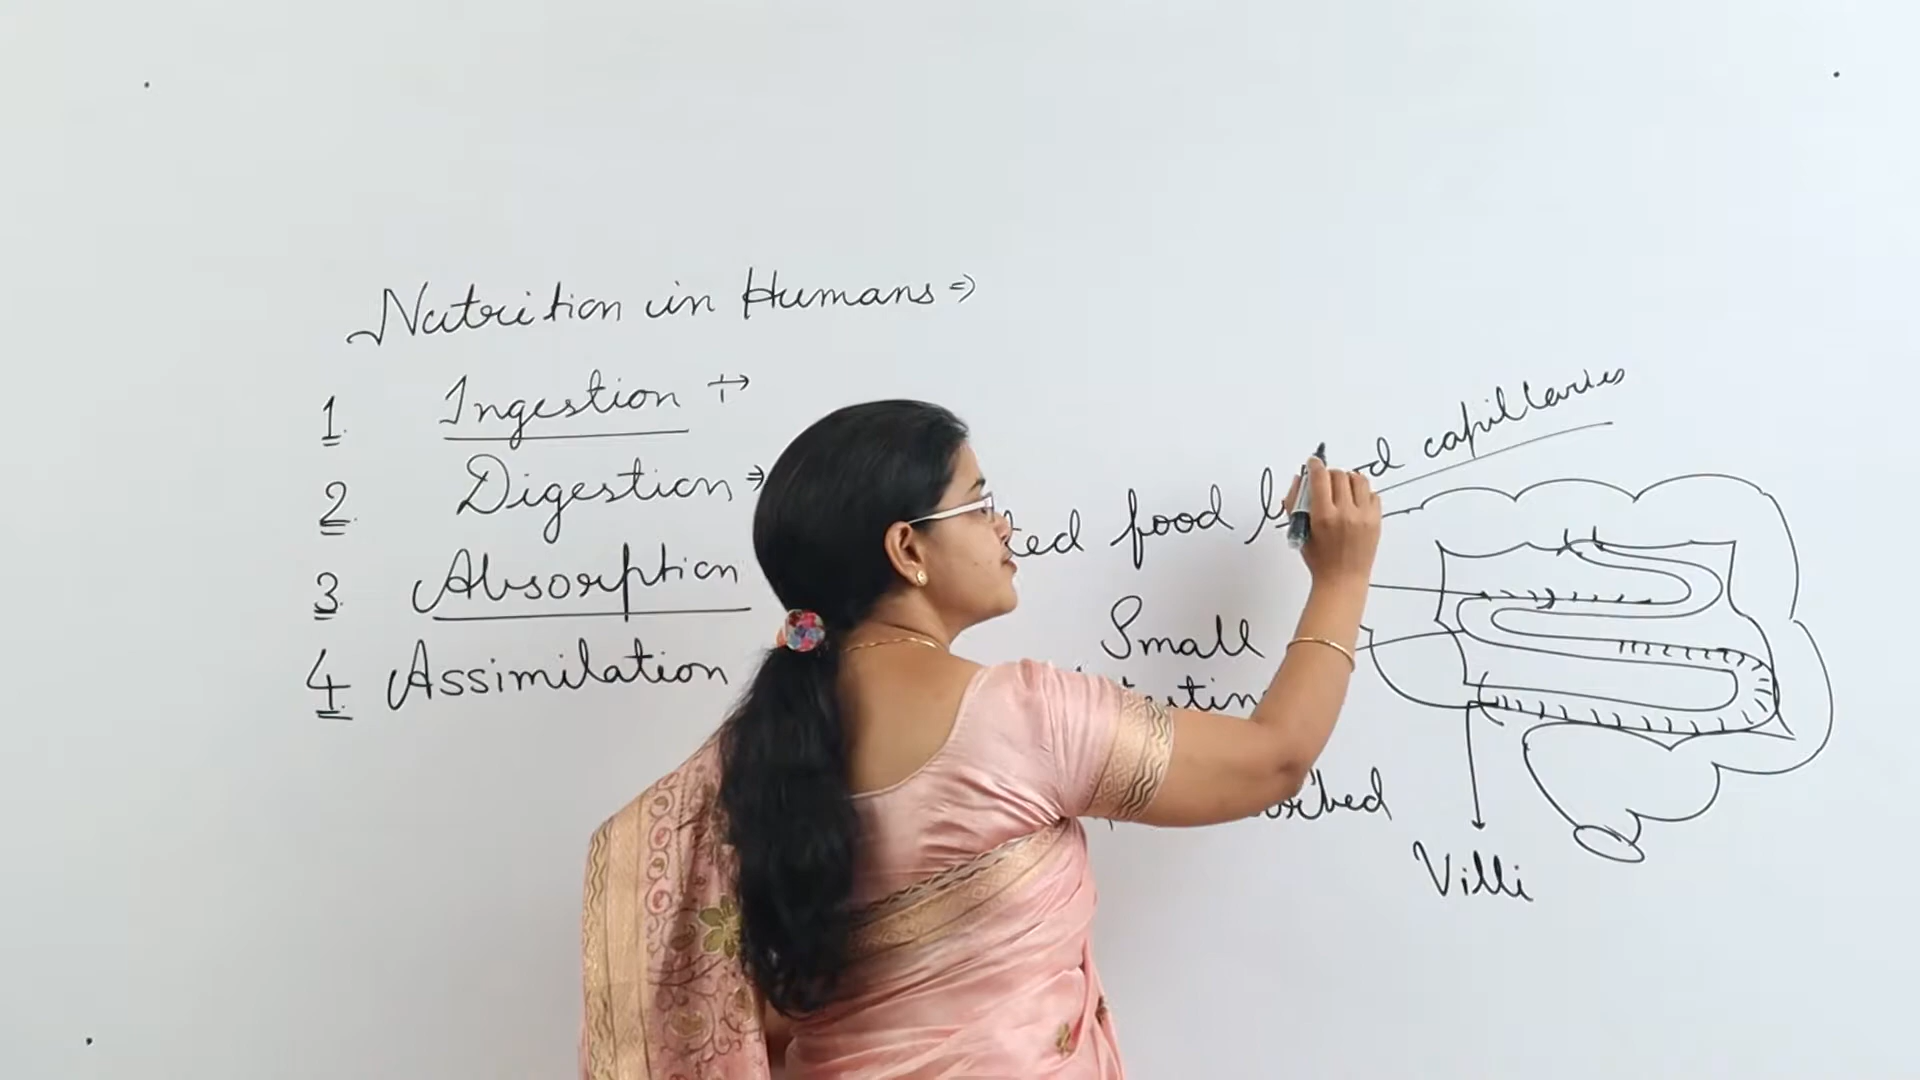 Nutrition in Humans ⇒
1 Ingestion →
2 Digestion ⇒
3 Absorption
4 Assimilation
food
capillaries
Small
Villi